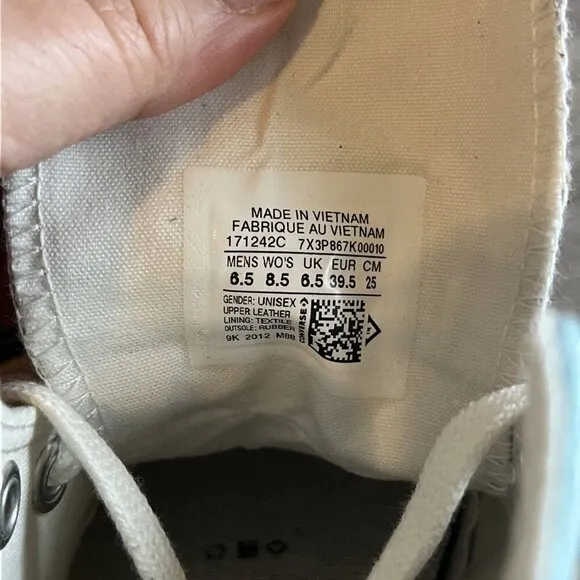 MADE IN VIETNAM
FABRIQUE AU VIETNAM
171242C 7X3P867K00010
MENS WO'S UK EUR CM
6.5 8.5 6.5 39.5 25
GENDER: UNISEX
UPPER LEATHER
LINING: TEXTILE
OUTSOLE: RUBBER
9K 2012 M88
CONVERSE